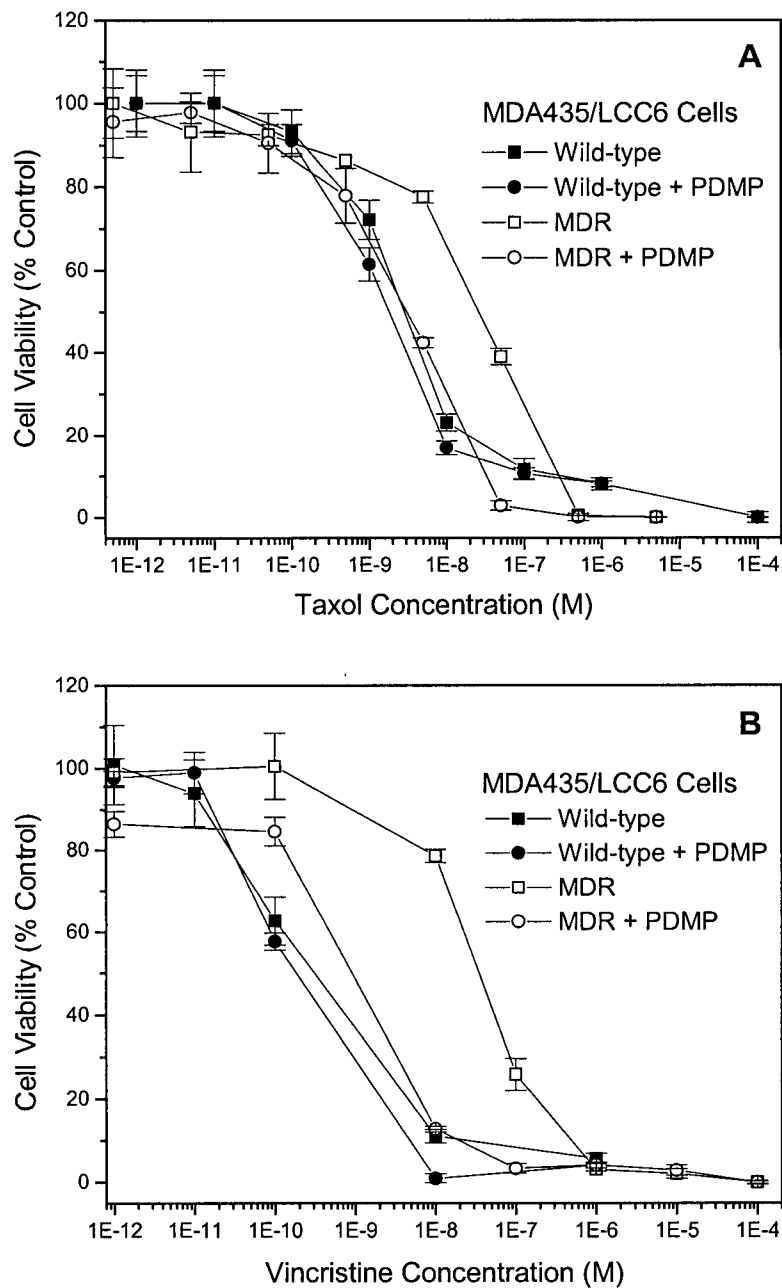 A
120
100
80
60
40
20
0
Cell Viability (% Control)
MDA435/LCC6 Cells
Wild-type
Wild-type + PDMP
MDR
MDR + PDMP
1E-12 1E-11 1E-10 1E-9 1E-8 1E-7 1E-6 1E-5 1E-4
Taxol Concentration (M)
B
120
100
80
60
40
20
0
Cell Viability (% Control)
MDA435/LCC6 Cells
Wild-type
Wild-type + PDMP
MDR
MDR + PDMP
1E-12 1E-11 1E-10 1E-9 1E-8 1E-7 1E-6 1E-5 1E-4
Vincristine Concentration (M)